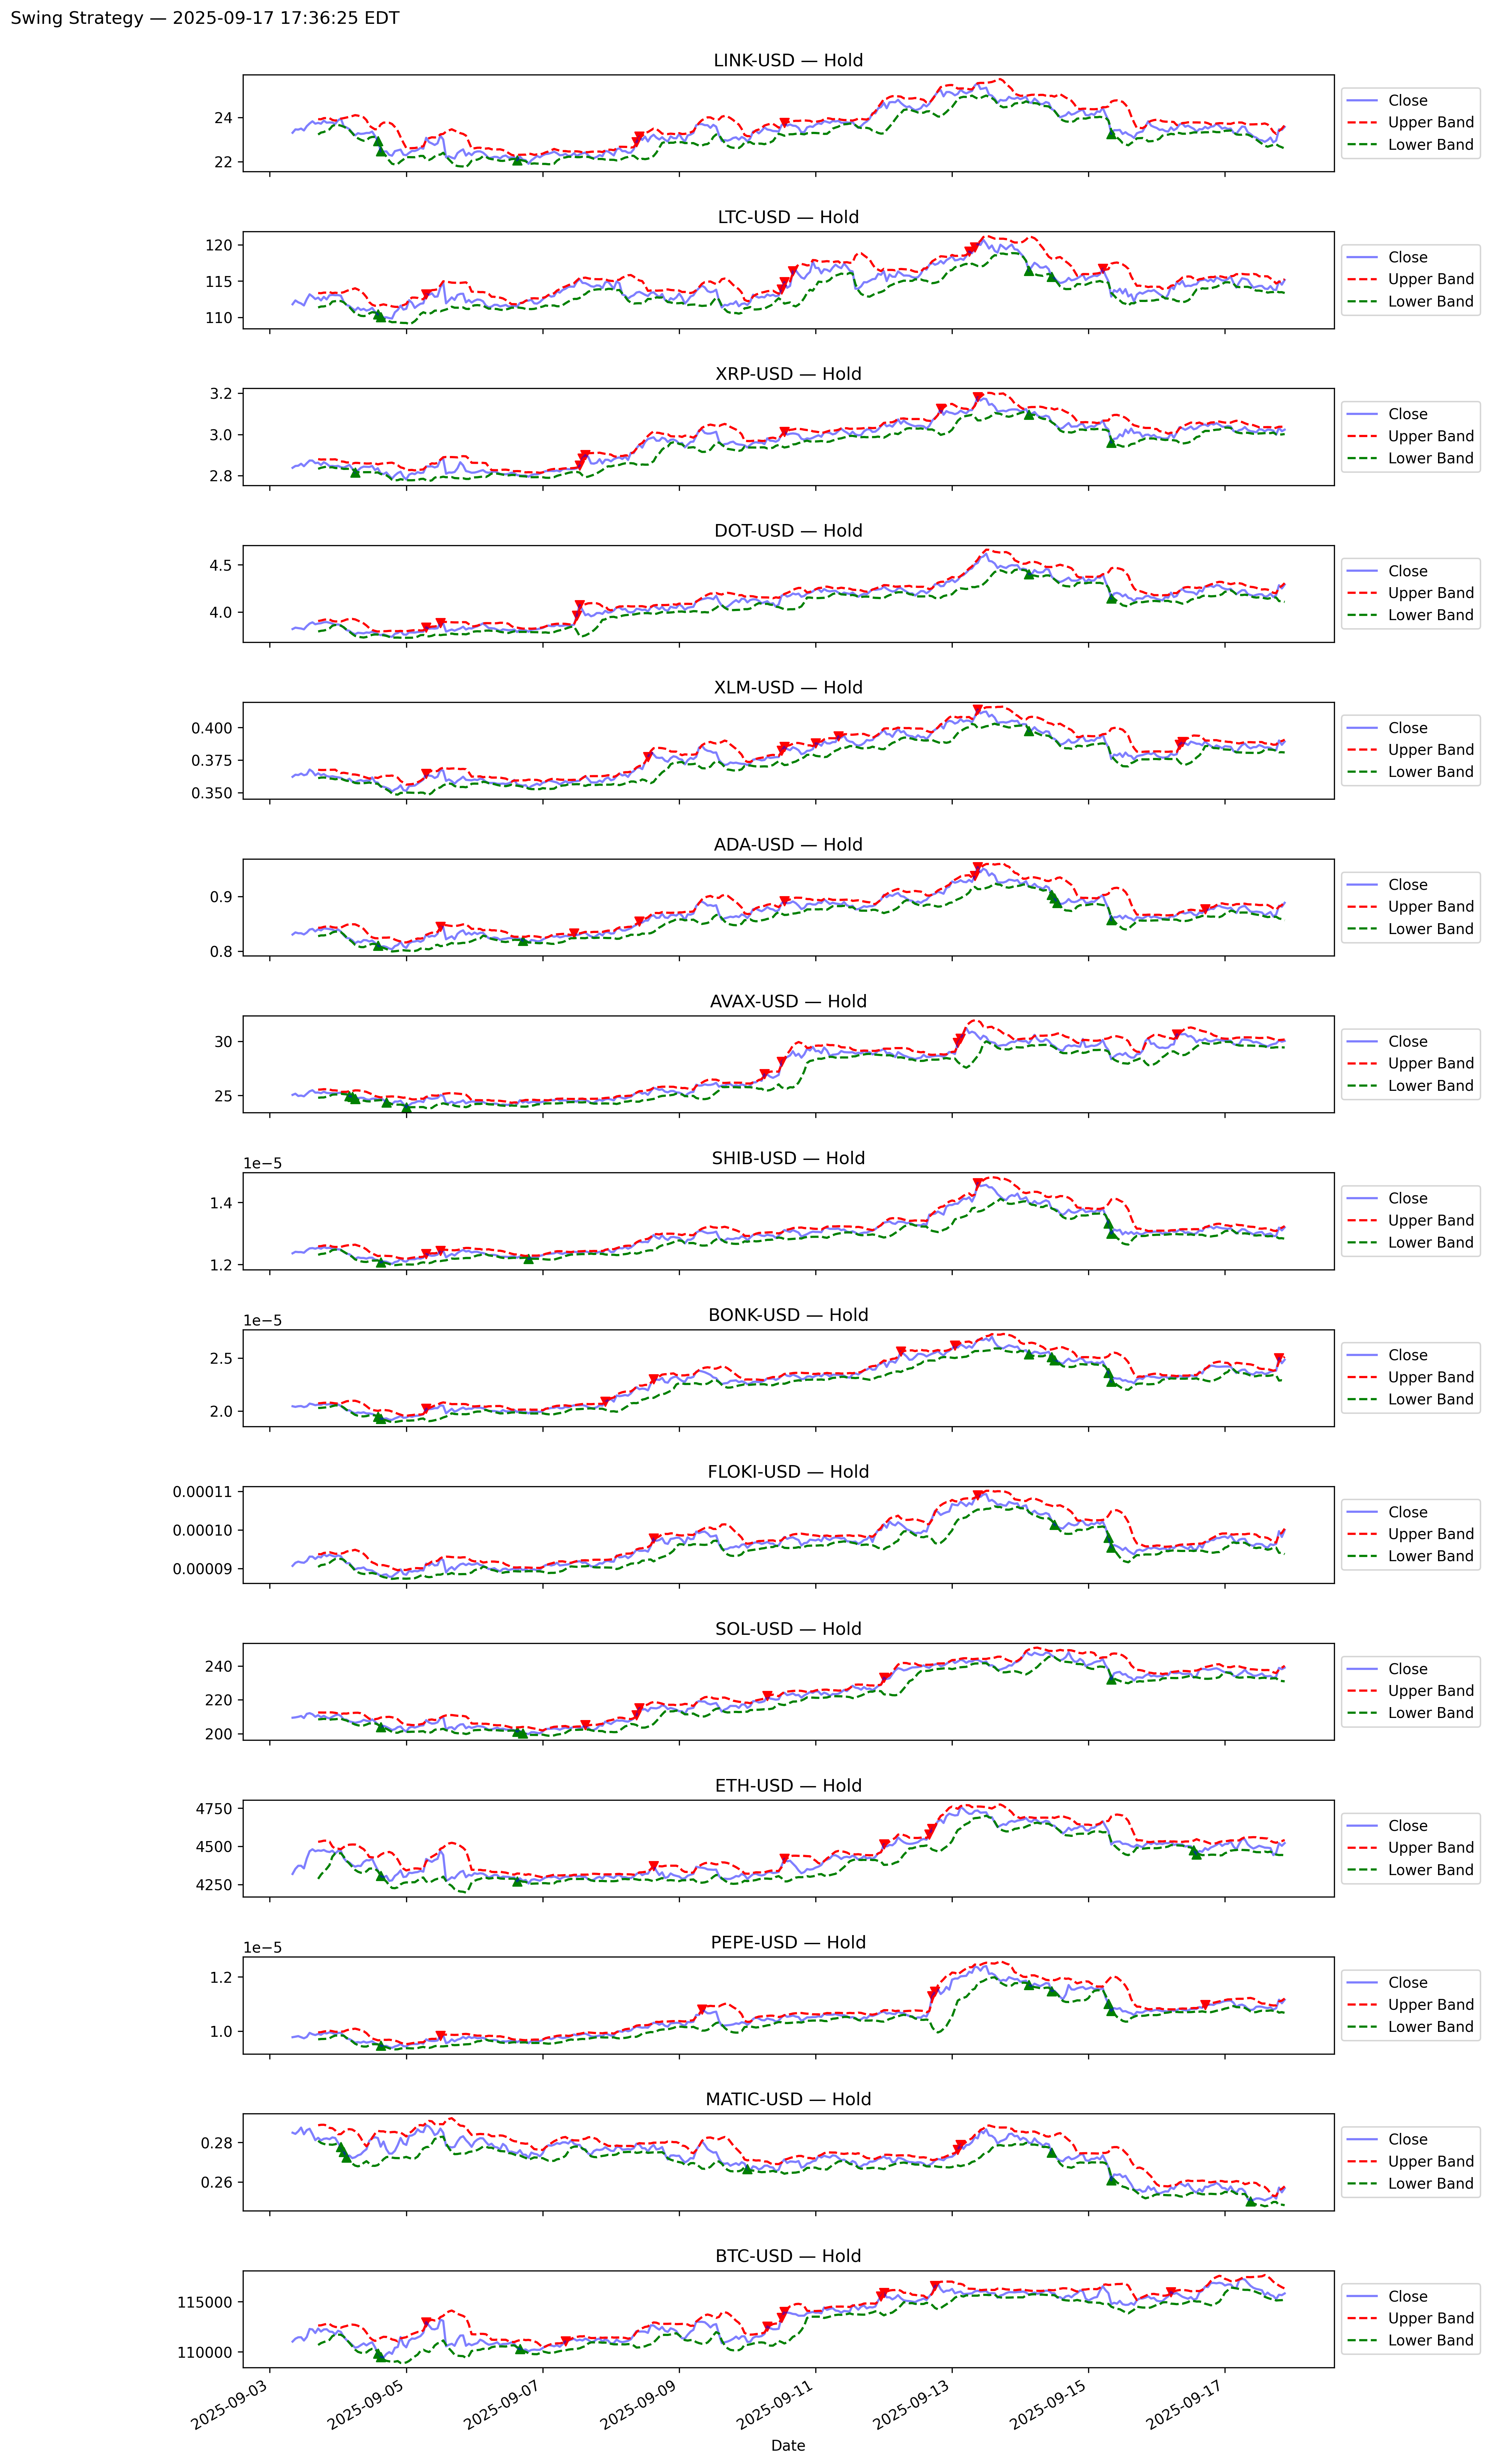 Swing Strategy — 2025-09-17 17:36:25 EDT
LINK-USD — Hold
24
22
Close
Upper Band
Lower Band
LTC-USD — Hold
120
115
110
Close
Upper Band
Lower Band
XRP-USD — Hold
3.2
3.0
2.8
Close
Upper Band
Lower Band
DOT-USD — Hold
4.5
4.0
Close
Upper Band
Lower Band
XLM-USD — Hold
0.400
0.375
0.350
Close
Upper Band
Lower Band
ADA-USD — Hold
0.9
0.8
Close
Upper Band
Lower Band
AVAX-USD — Hold
30
25
Close
Upper Band
Lower Band
SHIB-USD — Hold
1e−5
1.4
1.2
Close
Upper Band
Lower Band
BONK-USD — Hold
1e−5
2.5
2.0
Close
Upper Band
Lower Band
FLOKI-USD — Hold
0.00011
0.00010
0.00009
Close
Upper Band
Lower Band
SOL-USD — Hold
240
220
200
Close
Upper Band
Lower Band
ETH-USD — Hold
4750
4500
4250
Close
Upper Band
Lower Band
PEPE-USD — Hold
1e−5
1.2
1.0
Close
Upper Band
Lower Band
MATIC-USD — Hold
0.28
0.26
Close
Upper Band
Lower Band
BTC-USD — Hold
115000
110000
Close
Upper Band
Lower Band
2025-09-03
2025-09-05
2025-09-07
2025-09-09
2025-09-11
2025-09-13
2025-09-15
2025-09-17
Date